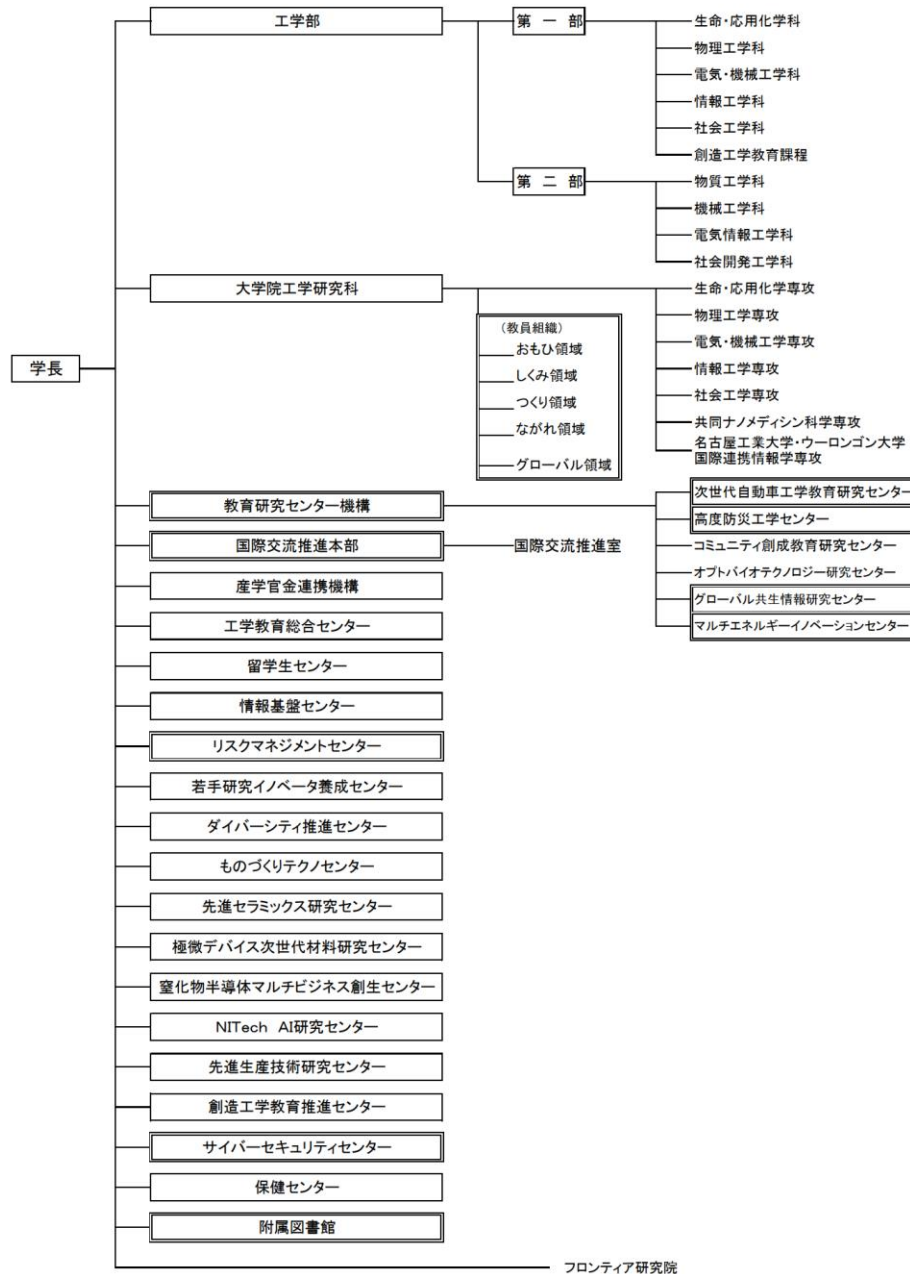 学長
工学部
第 一 部
生命・応用化学科
物理工学科
電気・機械工学科
情報工学科
社会工学科
創造工学教育課程
第 二 部
物質工学科
機械工学科
電気情報工学科
社会開発工学科
大学院工学研究科
(教員組織)
おもひ領域
しくみ領域
つくり領域
ながれ領域
グローバル領域
生命・応用化学専攻
物理工学専攻
電気・機械工学専攻
情報工学専攻
社会工学専攻
共同ナノメディシン科学専攻
名古屋工業大学・ウーロンゴン大学
国際連携情報学専攻
教育研究センター機構
次世代自動車工学教育研究センター
高度防災工学センター
コミュニティ創成教育研究センター
オプトバイオテクノロジー研究センター
グローバル共生情報研究センター
マルチエネルギーイノベーションセンター
国際交流推進本部
国際交流推進室
産学官金連携機構
工学教育総合センター
留学生センター
情報基盤センター
リスクマネジメントセンター
若手研究イノベータ養成センター
ダイバーシティ推進センター
ものづくりテクノセンター
先進セラミックス研究センター
極微デバイス次世代材料研究センター
窒化物半導体マルチビジネス創生センター
NITech AI研究センター
先進生産技術研究センター
創造工学教育推進センター
サイバーセキュリティセンター
保健センター
附属図書館
フロンティア研究院